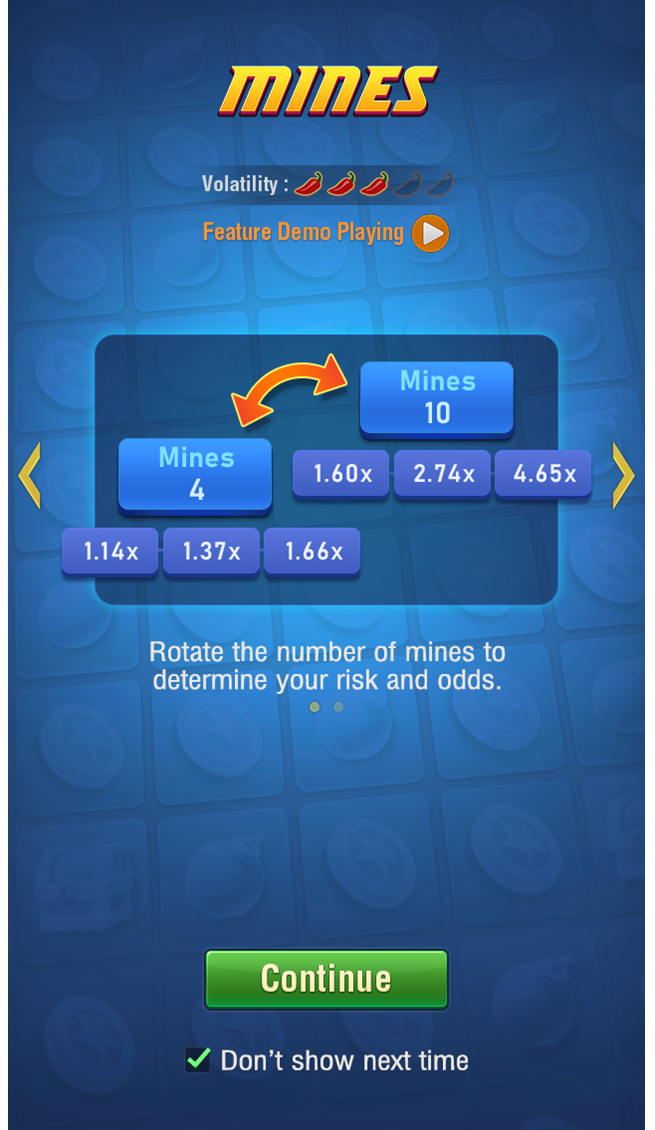 MINES
Volatility :
Feature Demo Playing
Mines
10
Mines
4
1.60x 2.74x 4.65x
1.14x 1.37x 1.66x
Rotate the number of mines to
determine your risk and odds.
Continue
Don't show next time